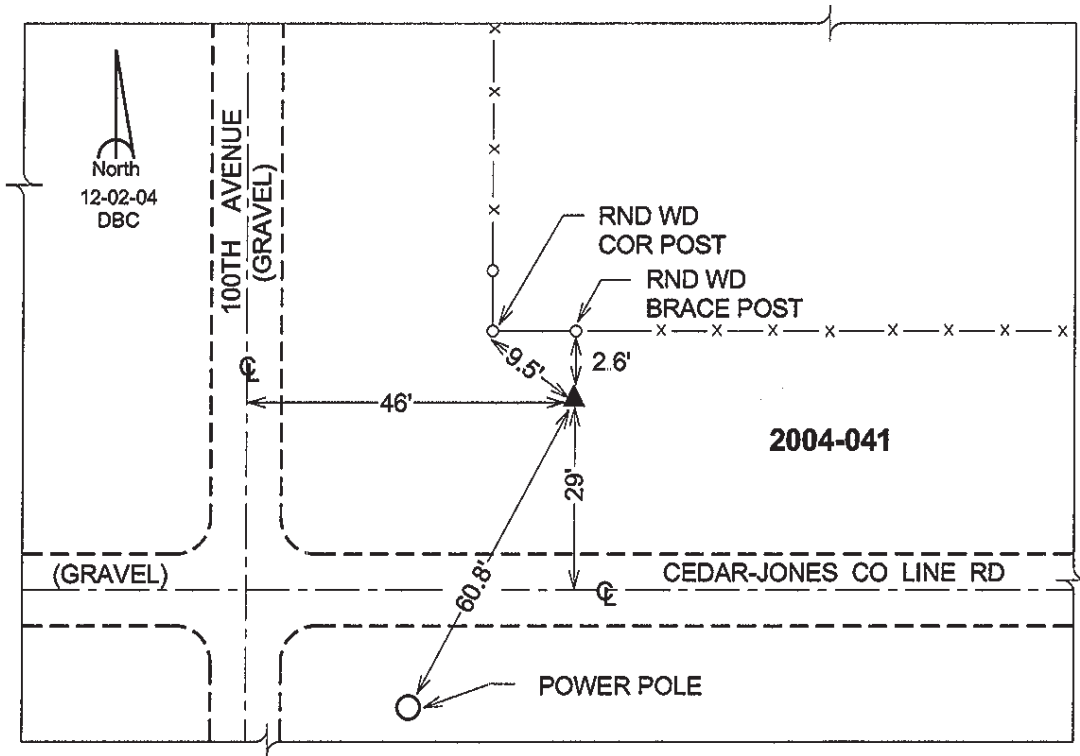 North
12-02-04
DBC
100TH AVENUE
(GRAVEL)
RND WD
COR POST
RND WD
BRACE POST
9.5'
2.6'
℄
46'
2004-041
29'
(GRAVEL)
CEDAR-JONES CO LINE RD
℄
60.8'
POWER POLE